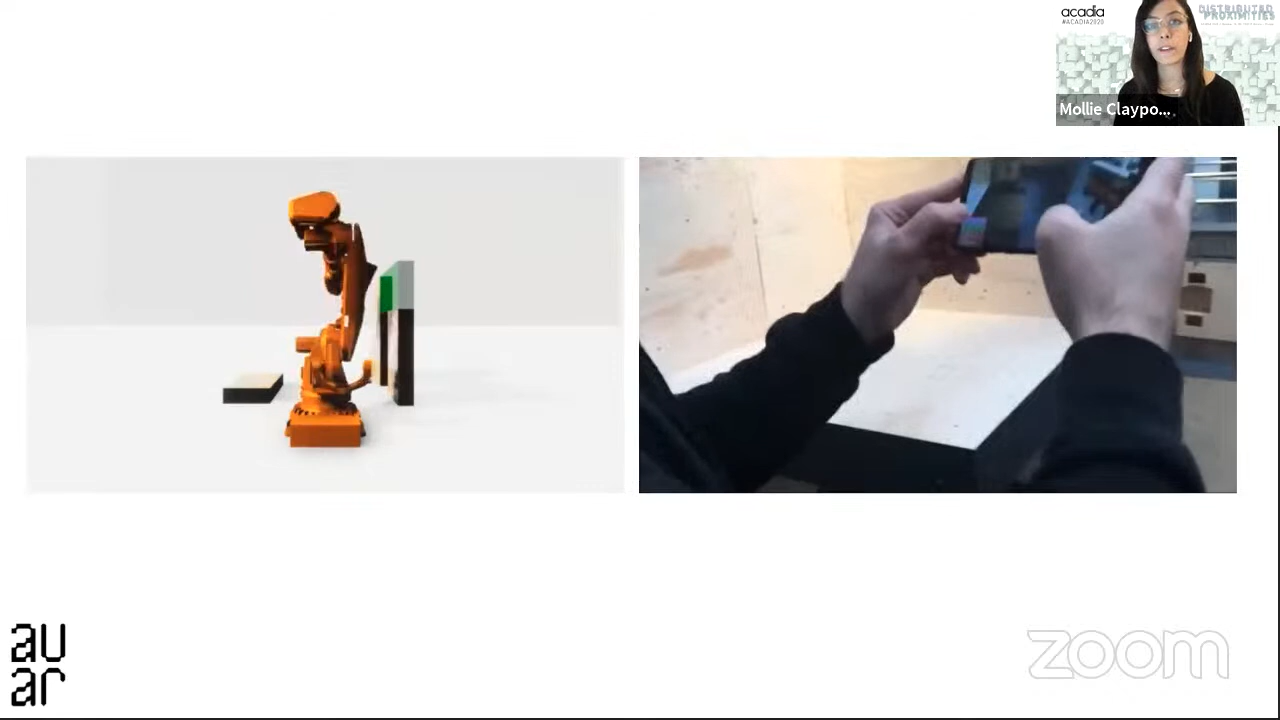 acadia
#ACADIA2020
DISTRIBUTED
PROXIMITIES
Mollie Claypo...
au
ar
zoom